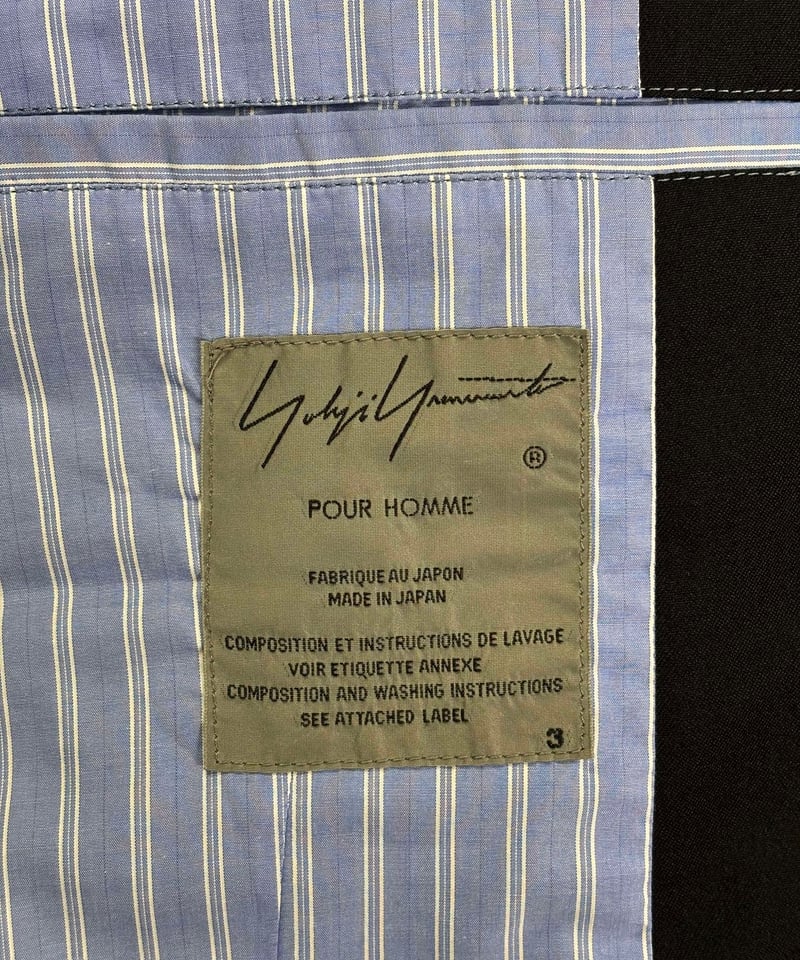 Yohji Yamamoto
®
POUR HOMME
FABRIQUE AU JAPON
MADE IN JAPAN
COMPOSITION ET INSTRUCTIONS DE LAVAGE
VOIR ETIQUETTE ANNEXE
COMPOSITION AND WASHING INSTRUCTIONS
SEE ATTACHED LABEL
3